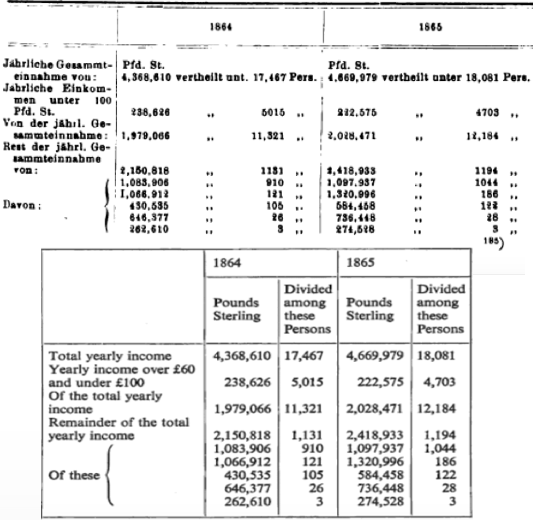 1864 1865
Jährliche Gesammt- Pfd. St. Pfd. St.
einnahme von: 4,368,610 vertheilt unt. 17,467 Pers. 4,669,979 vertheilt unter 18,081 Pers.
Jährliche Einkom-
men unter 100
Pfd. St. 238,626 „ 5015 „ 222,575 „ 4703 „
Von der jährl. Ge-
sammteinnahme: 1,979,066 „ 11,321 „ 2,028,471 „ 12,184 „
Rest der jährl. Ge-
sammteinnahme
von: 2,150,818 „ 1131 „ 2,418,933 „ 1194 „
1,083,906 „ 910 „ 1,097,937 „ 1044 „
1,066,912 „ 121 „ 1,320,996 „ 186 „
Davon: 430,535 „ 105 „ 584,458 „ 122 „
646,377 „ 26 „ 736,448 „ 28 „
262,610 „ 3 „ 274,528 „ 3 „
185)
1864 1865
Pounds Sterling Divided among these Persons Pounds Sterling Divided among these Persons
Total yearly income 4,368,610 17,467 4,669,979 18,081
Yearly income over £60
and under £100 238,626 5,015 222,575 4,703
Of the total yearly
income 1,979,066 11,321 2,028,471 12,184
Remainder of the total
yearly income 2,150,818 1,131 2,418,933 1,194
1,083,906 910 1,097,937 1,044
1,066,912 121 1,320,996 186
Of these 430,535 105 584,458 122
646,377 26 736,448 28
262,610 3 274,528 3